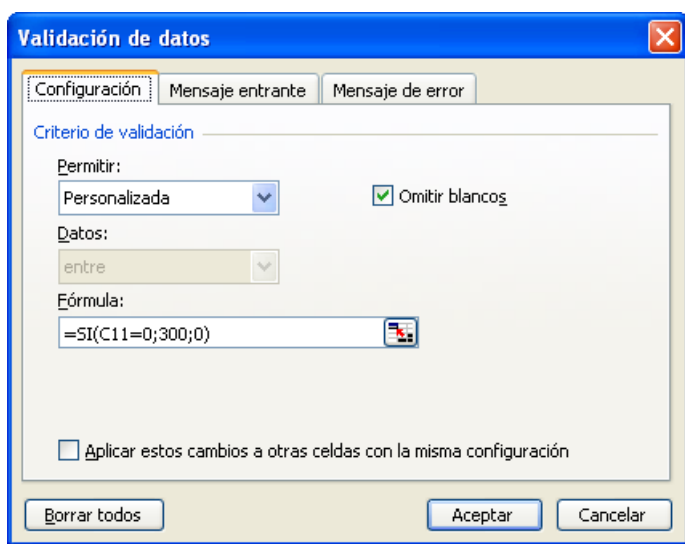 Validación de datos
Configuración Mensaje entrante Mensaje de error
Criterio de validación
Permitir:
Personalizada Omitir blancos
Datos:
entre
Fórmula:
=SI(C11=0;300;0)
Aplicar estos cambios a otras celdas con la misma configuración
Borrar todos Aceptar Cancelar